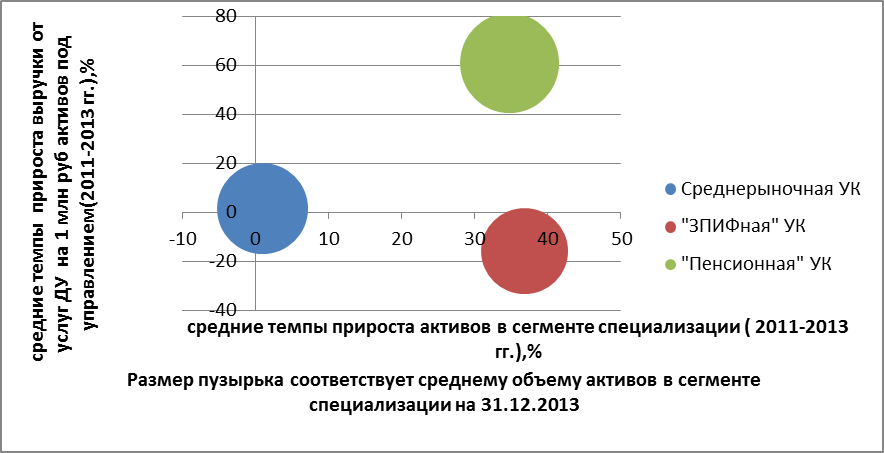 средние темпы прироста выручки от
услуг ДУ на 1 млн руб активов под
управлением(2011-2013 гг.),%
80
60
40
20
0
-20
-40
-10
0
10
20
30
40
50
Среднерыночная УК
"ЗПИФная" УК
"Пенсионная" УК
средние темпы прироста активов в сегменте специализации ( 2011-2013
гг.),%
Размер пузырька соответствует среднему объему активов в сегменте
специализации на 31.12.2013